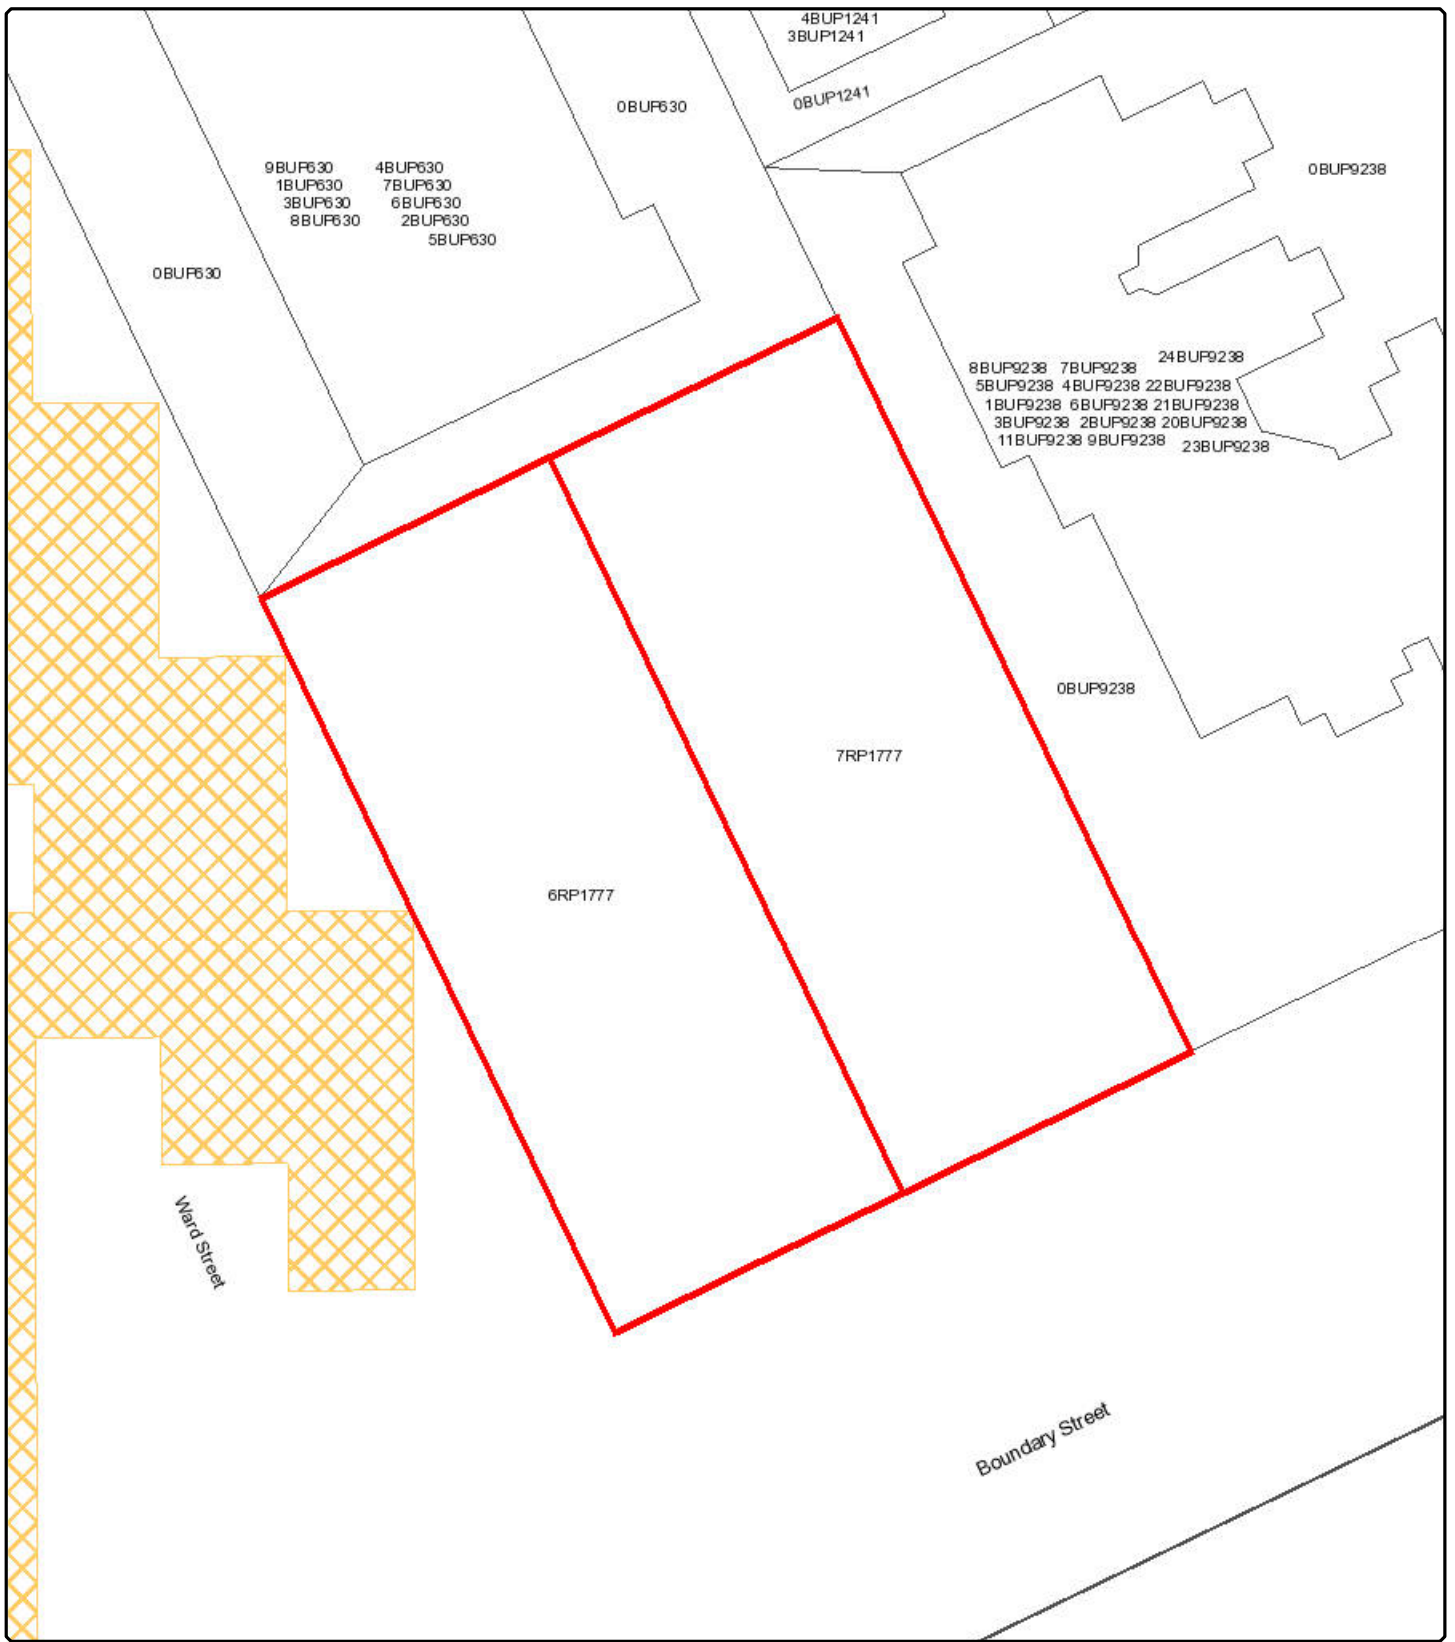 4BUP1241
3BUP1241
0BUP1241
0BUP630
9BUP630 4BUP630
1BUP630 7BUP630
3BUP630 6BUP630
8BUP630 2BUP630
5BUP630
0BUP9238
0BUP630
24BUP9238
8BUP9238 7BUP9238
5BUP9238 4BUP9238 22BUP9238
1BUP9238 6BUP9238 21BUP9238
3BUP9238 2BUP9238 20BUP9238
11BUP9238 9BUP9238 23BUP9238
0BUP9238
7RP1777
6RP1777
Ward Street
Boundary Street